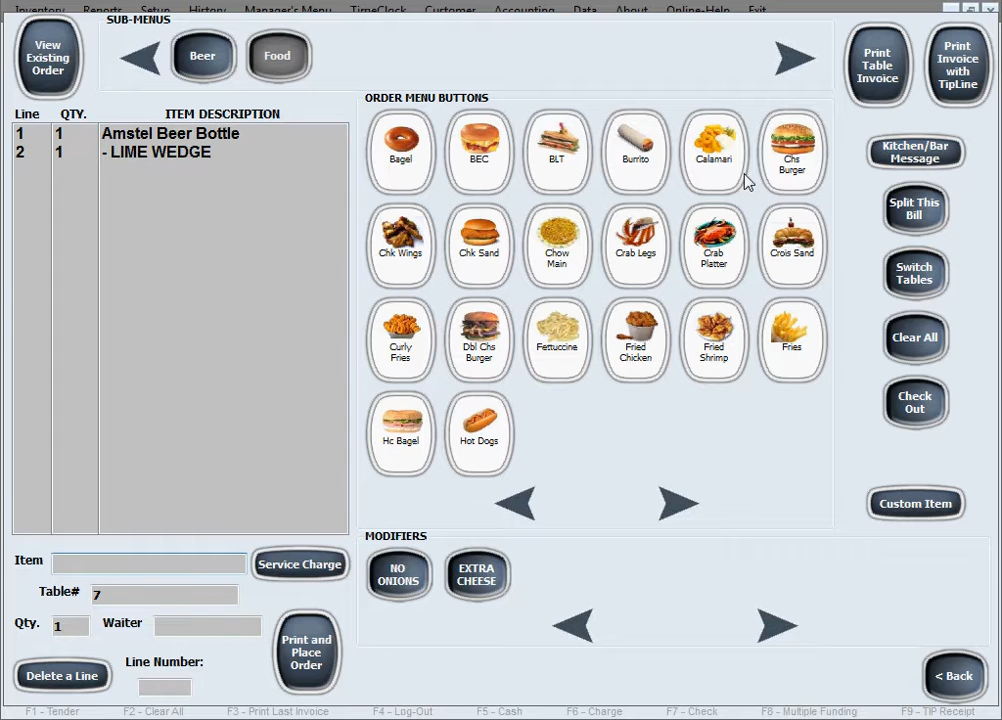 Inventory Reports Setup History Manager's Menu TimeClock Customer Accounting Data About Online-Help Exit
SUB-MENUS
View
Existing
Order
Beer
Food
Print
Table
Invoice
Print
Invoice
with
TipLine
Line QTY. ITEM DESCRIPTION
1 1 Amstel Beer Bottle
2 1 - LIME WEDGE
ORDER MENU BUTTONS
Bagel
BEC
BLT
Burrito
Calamari
Chs
Burger
Chk Wings
Chk Sand
Chow
Main
Crab Legs
Crab
Platter
Crois Sand
Curly
Fries
Dbl Chs
Burger
Fettuccine
Fried
Chicken
Fried
Shrimp
Fries
Hc Bagel
Hot Dogs
Kitchen/Bar
Message
Split This
Bill
Switch
Tables
Clear All
Check
Out
Custom Item
MODIFIERS
NO
ONIONS
EXTRA
CHEESE
Item
Service Charge
Table# 7
Qty. 1 Waiter
Print and
Place
Order
Delete a Line
Line Number:
< Back
F1 - Tender F2 - Clear All F3 - Print Last Invoice F4 - Log-Out F5 - Cash F6 - Charge F7 - Check F8 - Multiple Funding F9 - TIP Receipt